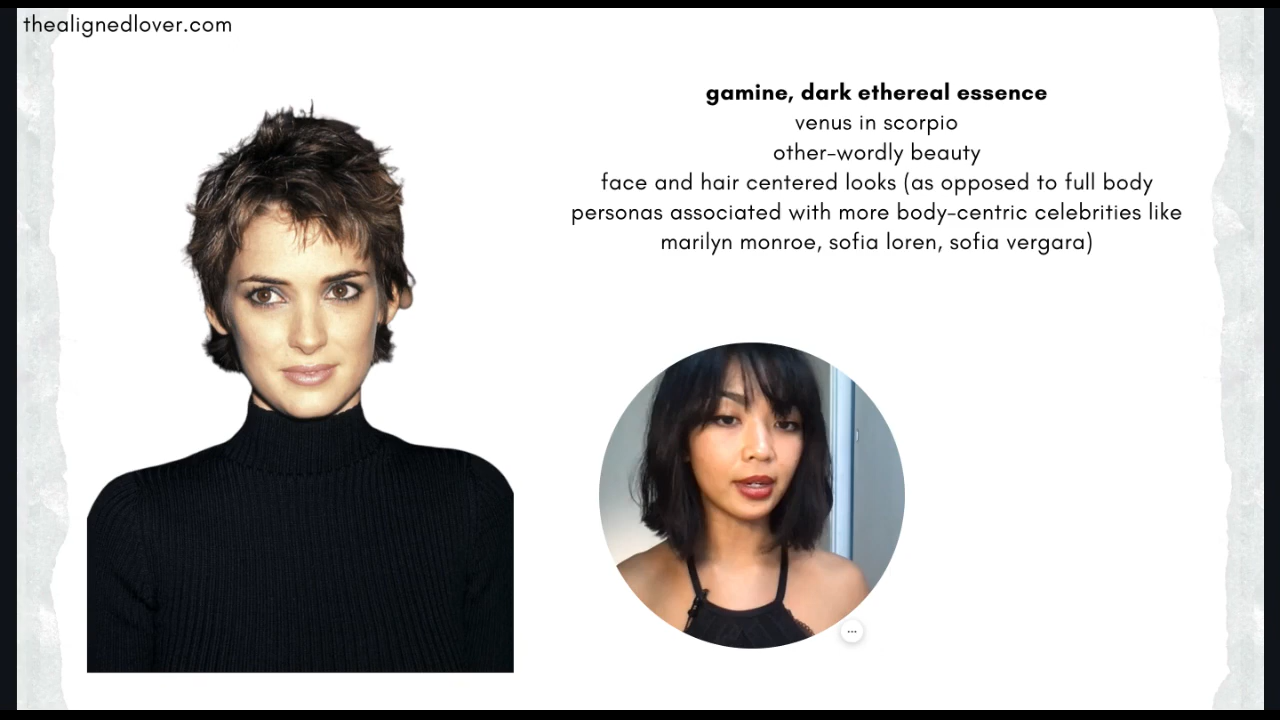 thealignedlover.com
gamine, dark ethereal essence
venus in scorpio
other-wordly beauty
face and hair centered looks (as opposed to full body
personas associated with more body-centric celebrities like
marilyn monroe, sofia loren, sofia vergara)